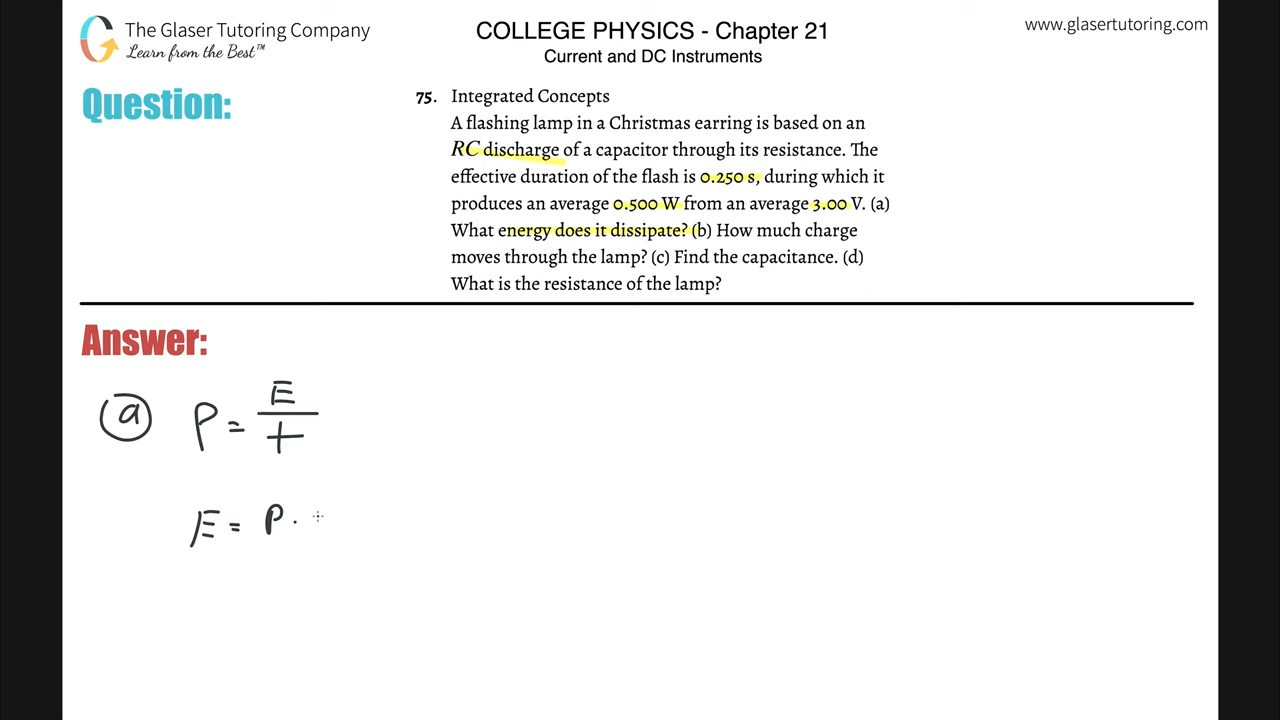 The Glaser Tutoring Company
Learn from the Best™
COLLEGE PHYSICS - Chapter 21
Current and DC Instruments
www.glasertutoring.com
Question:
75. Integrated Concepts
A flashing lamp in a Christmas earring is based on an
RC discharge of a capacitor through its resistance. The
effective duration of the flash is 0.250 s, during which it
produces an average 0.500 W from an average 3.00 V. (a)
What energy does it dissipate? (b) How much charge
moves through the lamp? (c) Find the capacitance. (d)
What is the resistance of the lamp?
Answer:
a P = E / t
E = P ·